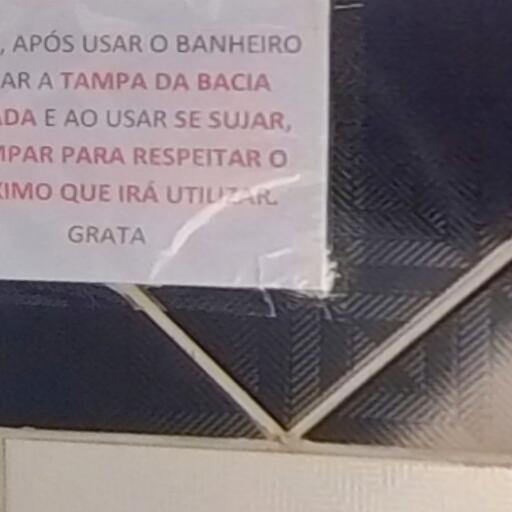 , APÓS USAR O BANHEIRO
AR A TAMPA DA BACIA
ADA E AO USAR SE SUJAR,
MPAR PARA RESPEITAR O
XIMO QUE IRÁ UTILIZAR.
GRATA